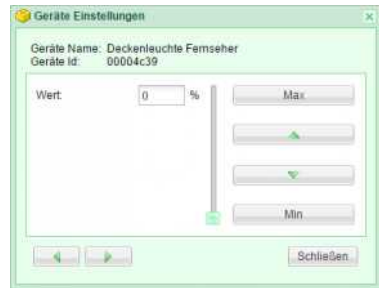 Geräte Einstellungen
Geräte Name: Deckenleuchte Fernseher
Geräte Id: 00004c39
Wert: 0 %
Max
Min
Schließen